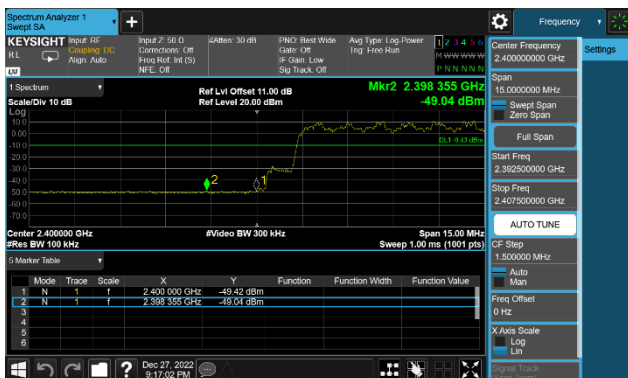 Spectrum Analyzer 1
Swept SA
+
Frequency
KEYSIGHT
RL
LXI
Input: RF
Coupling: DC
Align: Auto
Input Z: 50 Ω
Corrections: Off
Freq Ref: Int (S)
NFE: Off
#Atten: 30 dB
PNO: Best Wide
Gate: Off
IF Gain: Low
Sig Track: Off
Avg Type: Log-Power
Trig: Free Run
1 2 3 4 5 6
M W W W W W
P N N N N N
Center Frequency
2.400000000 GHz
Settings
Span
15.0000000 MHz
Swept Span
Zero Span
Full Span
Start Freq
2.392500000 GHz
Stop Freq
2.407500000 GHz
AUTO TUNE
CF Step
1.500000 MHz
Auto
Man
Freq Offset
0 Hz
X Axis Scale
Log
Lin
Signal Track
1 Spectrum
Scale/Div 10 dB
Log
Ref Lvl Offset 11.00 dB
Ref Level 20.00 dBm
Mkr2 2.398 355 GHz
-49.04 dBm
10.0
0.00
-10.0
-20.0
-30.0
-40.0
-50.0
-60.0
-70.0
DL1 -9.43 dBm
2
1
Center 2.400000 GHz
#Res BW 100 kHz
#Video BW 300 kHz
Span 15.00 MHz
Sweep 1.00 ms (1001 pts)
5 Marker Table
Mode Trace Scale X Y Function Function Width Function Value
1 N 1 f 2.400 000 GHz -49.42 dBm
2 N 1 f 2.398 355 GHz -49.04 dBm
3
4
5
6
?
Dec 27, 2022
9:17:02 PM